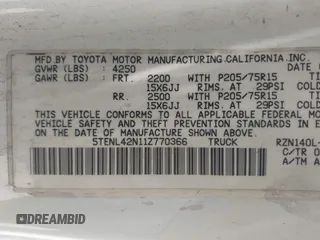 MFD BY TOYOTA MOTOR MANUFACTURING CALIFORNIA INC.
GVWR (LBS) 4250 DATE
GAWR (LBS) FRT. 2200 WITH P205/75R15
15X6JJ RIMS. AT 29PSI COLD
RR. 2500 WITH P205/75R15
15X6JJ RIMS. AT 29PSI COLD
THIS VEHICLE CONFORMS TO ALL APPLICABLE FEDERAL MO
VEHICLE SAFETY AND THEFT PREVENTION STANDARDS IN E
ON THE DATE OF MANUFACTURE SHOWN ABOVE.
5TENL42N11Z770366 TRUCK RZN140L-
C/TR
A/TM A
DREAMBID